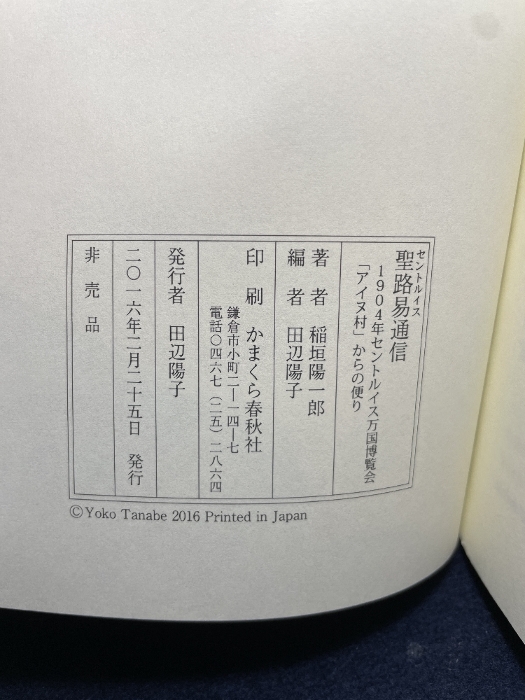 セントルイス
聖路易通信
1904年セントルイス万国博覧会
「アイヌ村」からの便り
著者 稲垣陽一郎
編者 田辺陽子
印刷 かまくら春秋社
鎌倉市小町二―一四―七
電話〇四六七(二五)二八六四
発行者 田辺陽子
二〇一六年二月二十五日 発行
非売品
©Yoko Tanabe 2016 Printed in Japan